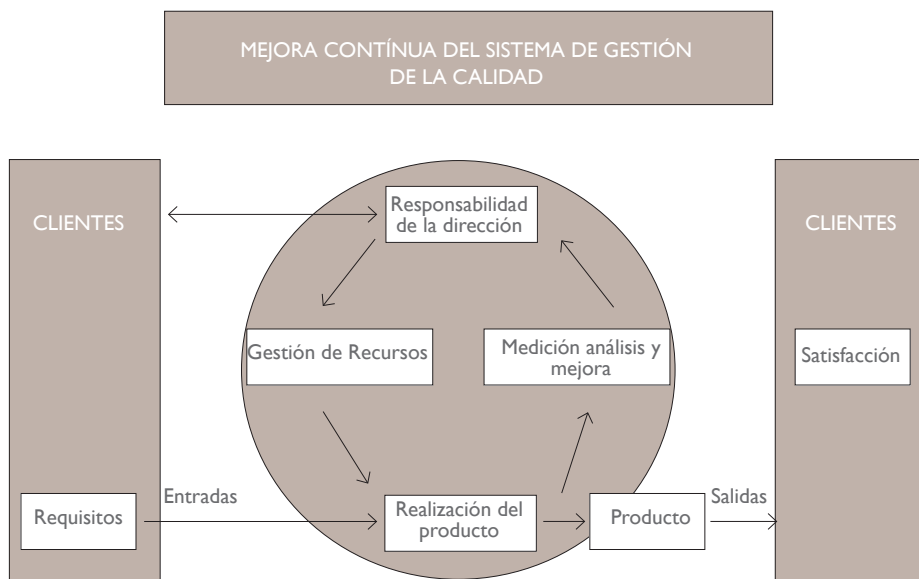 MEJORA CONTÍNUA DEL SISTEMA DE GESTIÓN
DE LA CALIDAD
CLIENTES
Responsabilidad
de la dirección
CLIENTES
Gestión de Recursos
Medición análisis y
mejora
Satisfacción
Requisitos
Entradas
Realización del
producto
Producto
Salidas